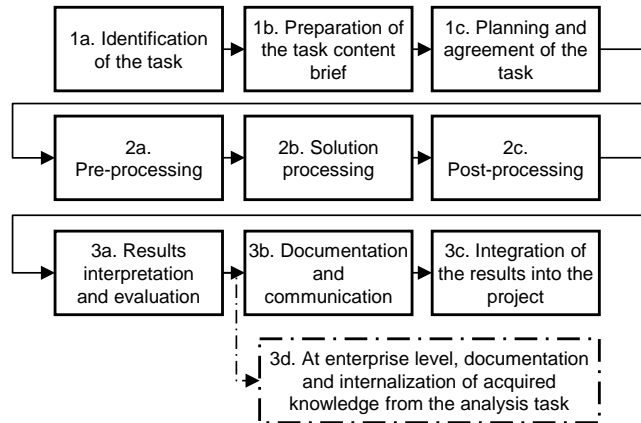 1a. Identification
of the task
1b. Preparation of
the task content
brief
1c. Planning and
agreement of the
task
2a.
Pre-processing
2b. Solution
processing
2c.
Post-processing
3a. Results
interpretation
and evaluation
3b. Documentation
and
communication
3c. Integration of
the results into the
project
3d. At enterprise level, documentation
and internalization of acquired
knowledge from the analysis task